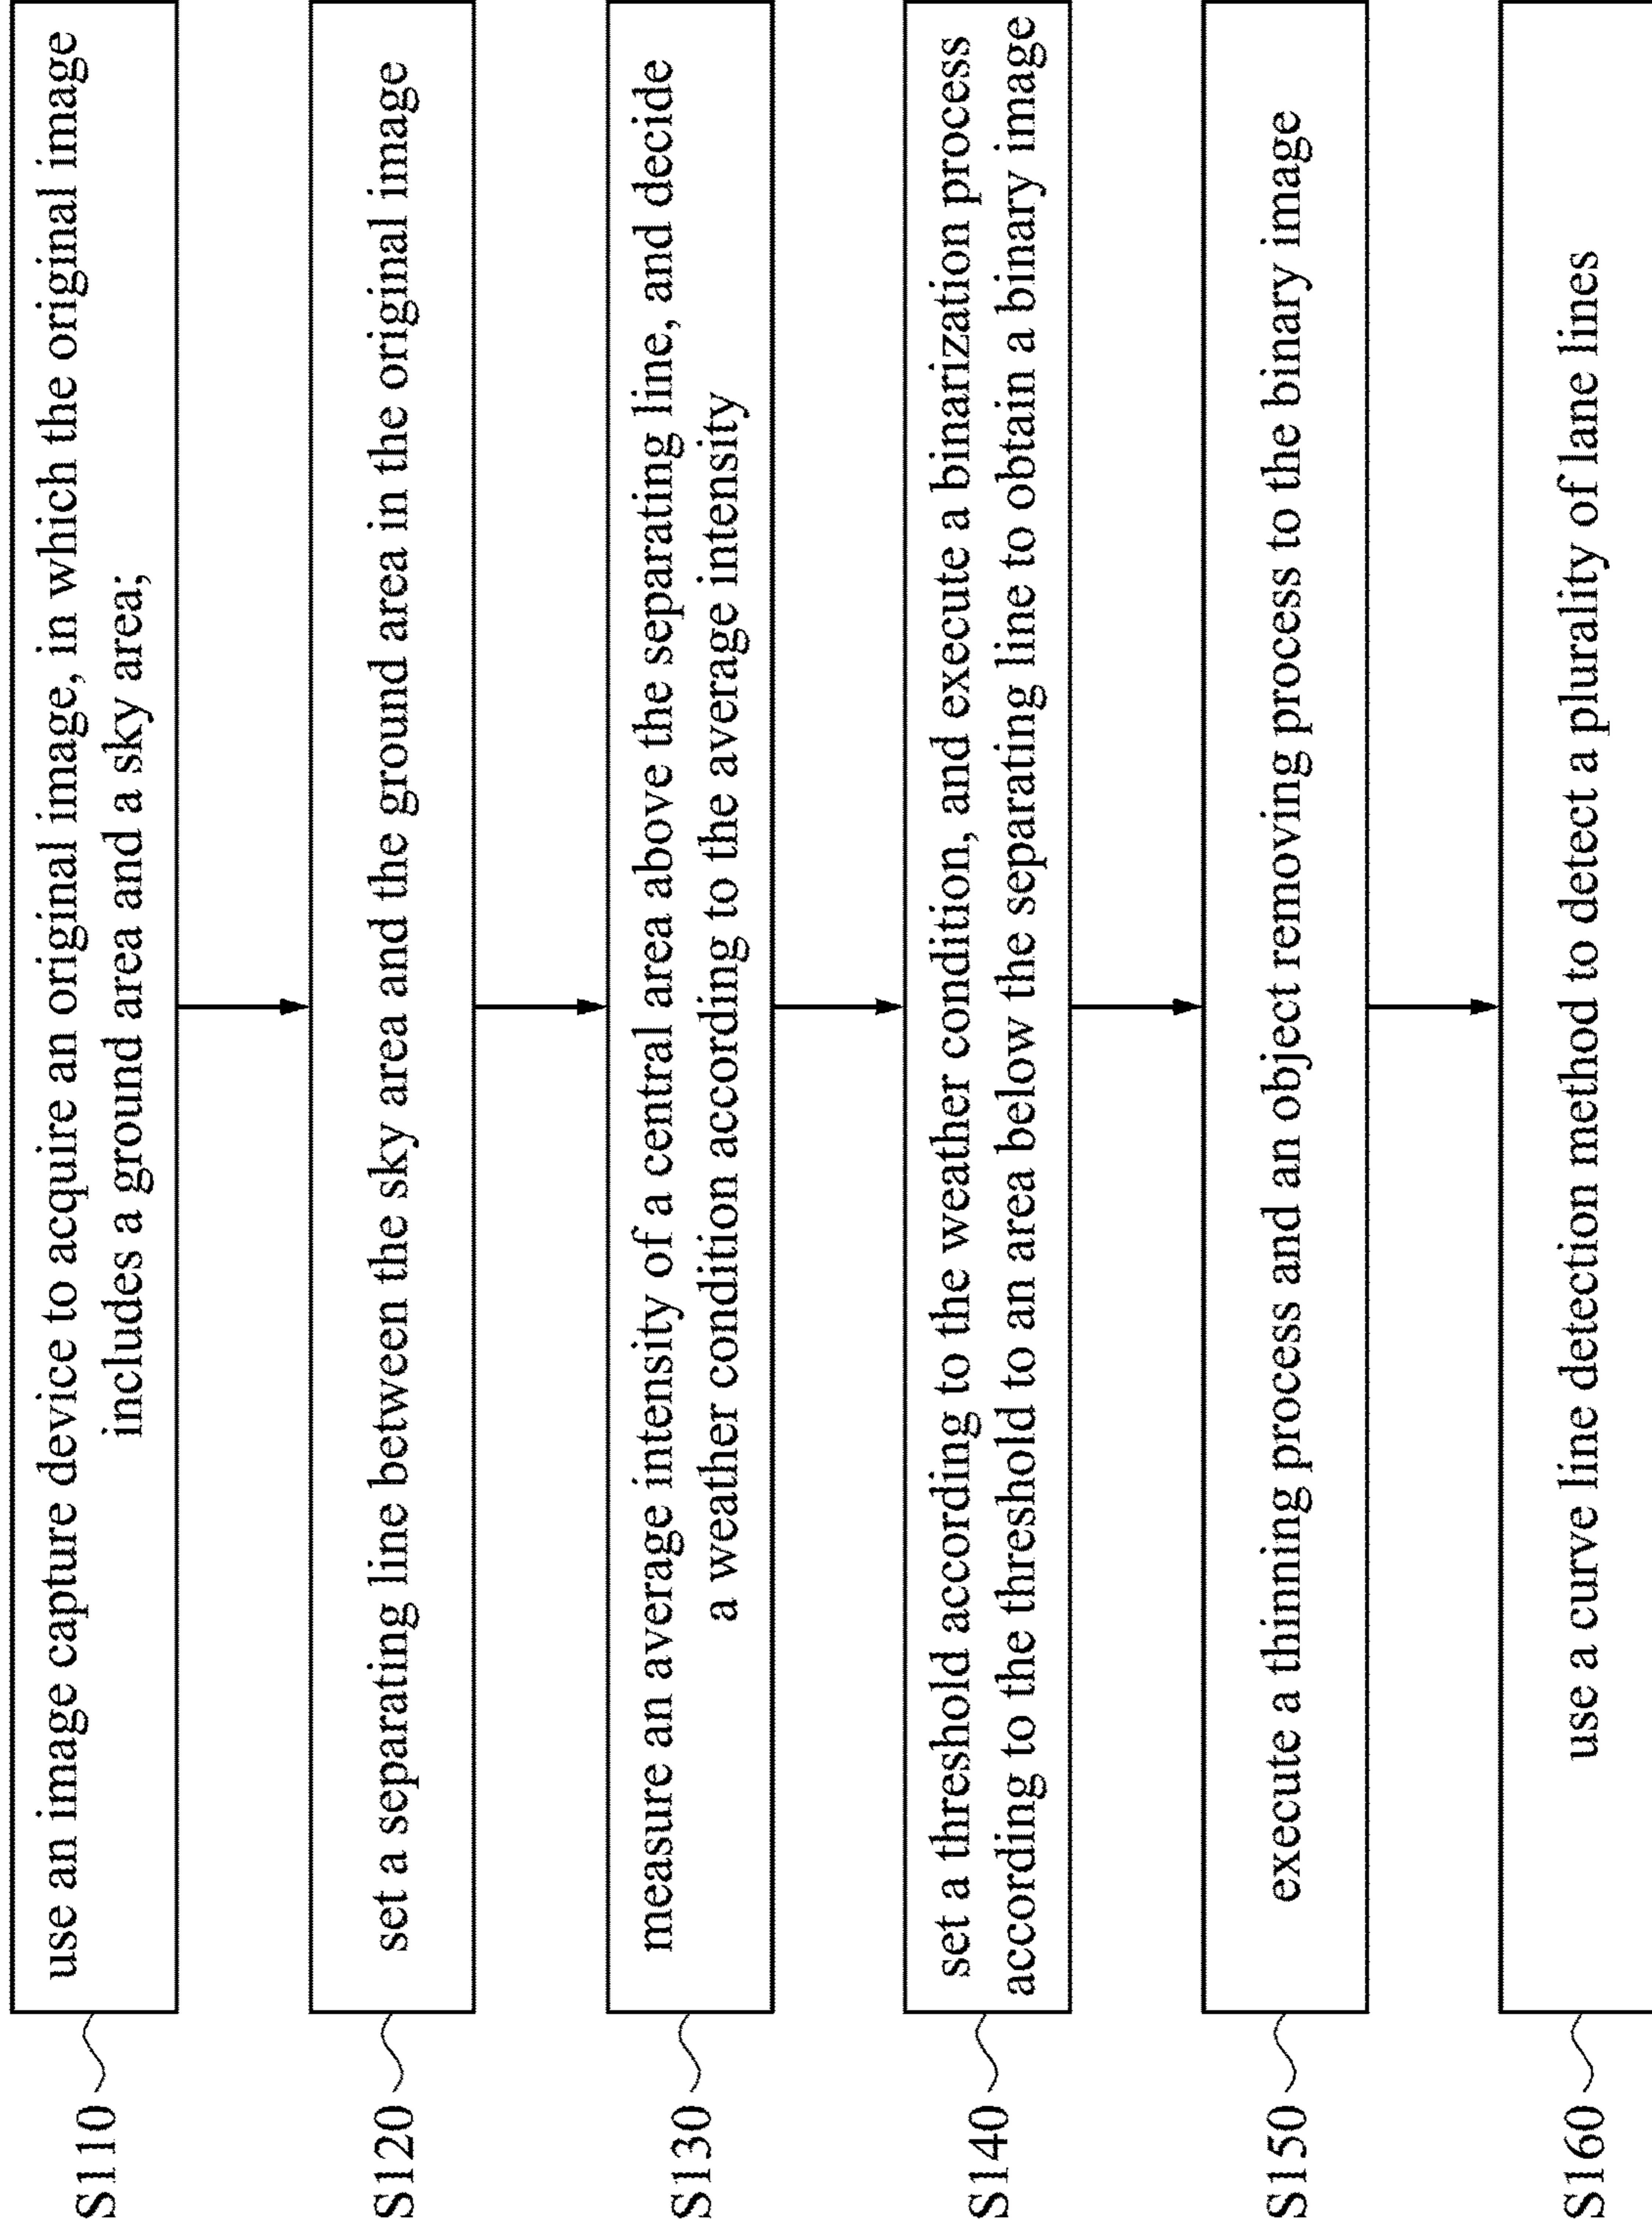 S110
use an image capture device to acquire an original image, in which the original image
includes a ground area and a sky area;
S120
set a separating line between the sky area and the ground area in the original image
S130
measure an average intensity of a central area above the separating line, and decide
a weather condition according to the average intensity
S140
set a threshold according to the weather condition, and execute a binarization process
according to the threshold to an area below the separating line to obtain a binary image
S150
execute a thinning process and an object removing process to the binary image
S160
use a curve line detection method to detect a plurality of lane lines